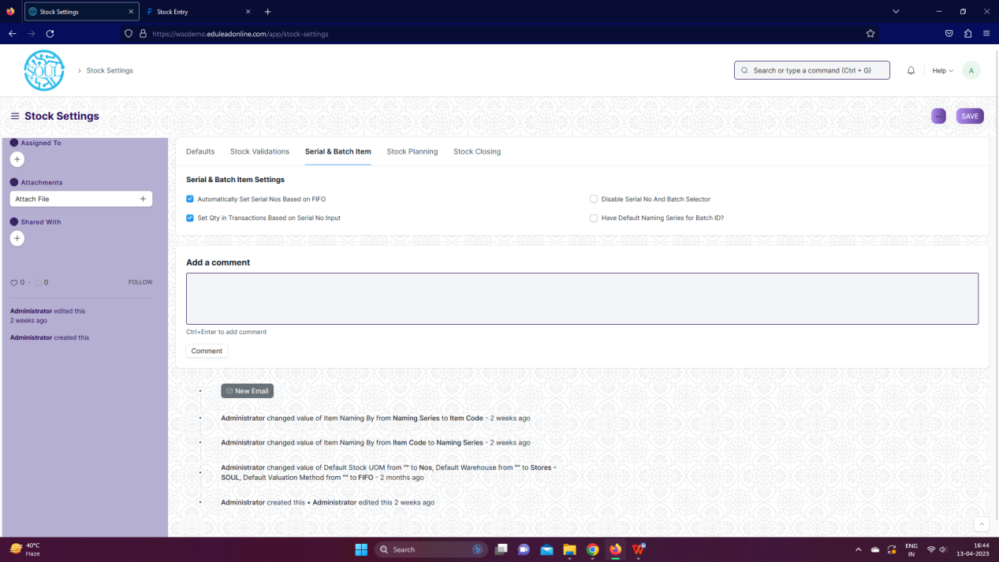 Stock Settings
Stock Entry
https://wscdemo.eduleadonline.com/app/stock-settings
SOUL
Stock Settings
Search or type a command (Ctrl + G)
Help
A
Stock Settings
SAVE
Assigned To
Attachments
Attach File
Shared With
0 · 0
FOLLOW
Administrator edited this
2 weeks ago
Administrator created this
Defaults
Stock Validations
Serial & Batch Item
Stock Planning
Stock Closing
Serial & Batch Item Settings
Automatically Set Serial Nos Based on FIFO
Disable Serial No And Batch Selector
Set Qty in Transactions Based on Serial No Input
Have Default Naming Series for Batch ID?
Add a comment
Ctrl+Enter to add comment
Comment
New Email
Administrator changed value of Item Naming By from Naming Series to Item Code - 2 weeks ago
Administrator changed value of Item Naming By from Item Code to Naming Series - 2 weeks ago
Administrator changed value of Default Stock UOM from "" to Nos, Default Warehouse from "" to Stores -
SOUL, Default Valuation Method from "" to FIFO - 2 months ago
Administrator created this • Administrator edited this 2 weeks ago
40°C
Haze
Search
ENG
IN
16:44
13-04-2023